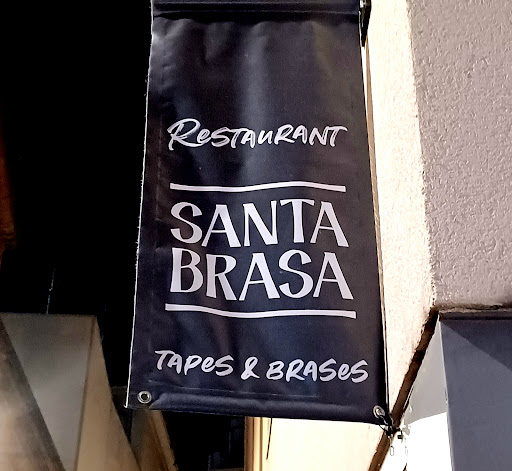 Restaurant
SANTA
BRASA
TAPES & BRASES